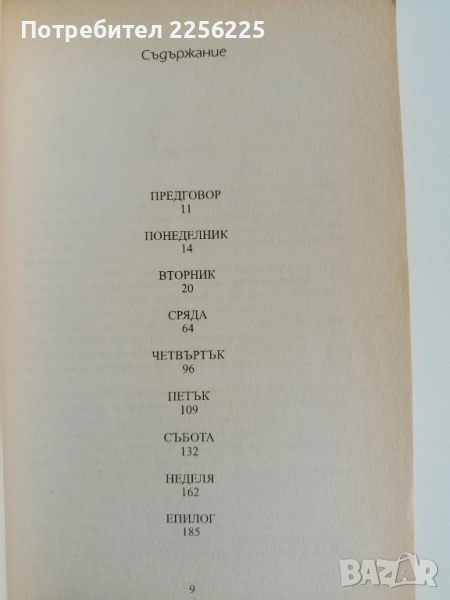 Потребител 2256225
Съдържание
ПРЕДГОВОР
11
ПОНЕДЕЛНИК
14
ВТОРНИК
20
СРЯДА
64
ЧЕТВЪРТЪК
96
ПЕТЪК
109
СЪБОТА
132
НЕДЕЛЯ
162
ЕПИЛОГ
185
9
BAZAR